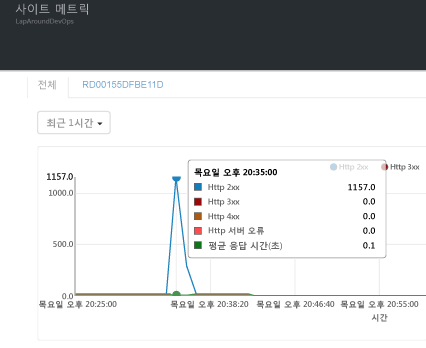 사이트 메트릭
LapAroundDevOps
전체 RD00155DFBE11D
최근 1시간
Http 2xx Http 3xx
목요일 오후 20:35:00
Http 2xx 1157.0
Http 3xx 0.0
Http 4xx 0.0
Http 서버 오류 0.0
평균 응답 시간(초) 0.1
1157.0
1000.0
500.0
0.0
목요일 오후 20:25:00 목요일 오후 20:38:20 목요일 오후 20:46:40 목요일 오후 20:55:00
시간